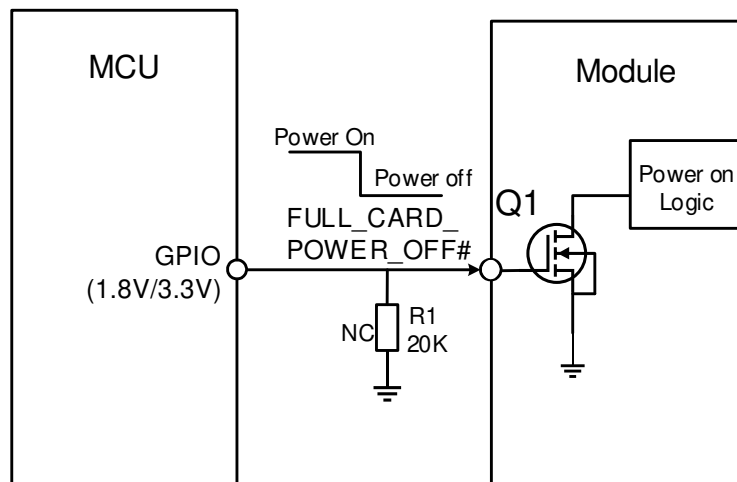 MCU
Module
Power On
Power off
FULL_CARD_
POWER_OFF#
GPIO
(1.8V/3.3V)
Q1
Power on
Logic
NC
R1
20K